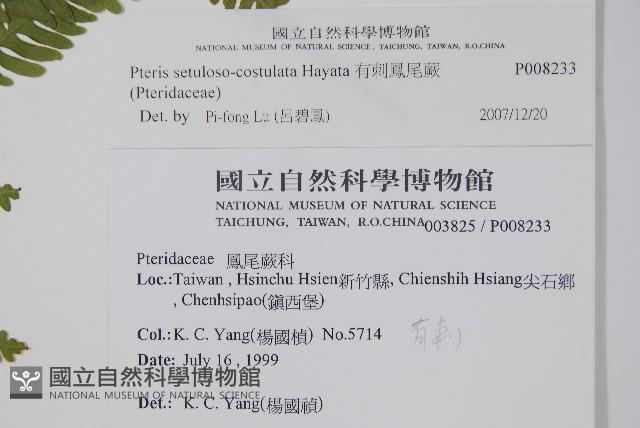 國立自然科學博物館
NATIONAL MUSEUM OF NATURAL SCIENCE, TAICHUNG, TAIWAN, R.O.CHINA
Pteris setuloso-costulata Hayata 有刺鳳尾蕨 P008233
(Pteridaceae)
Det. by Pi-fong Lu (呂碧鳳) 2007/12/20
國立自然科學博物館
NATIONAL MUSEUM OF NATURAL SCIENCE
TAICHUNG, TAIWAN, R.O.CHINA 003825 / P008233
Pteridaceae 鳳尾蕨科
Loc.:Taiwan , Hsinchu Hsien新竹縣, Chienshih Hsiang尖石鄉
, Chenhsipao(鎮西堡)
Col.:K. C. Yang(楊國楨) No.5714 有刺
Date: July 16 , 1999
Det.: K. C. Yang(楊國禎)
國立自然科學博物館
NATIONAL MUSEUM OF NATURAL SCIENCE